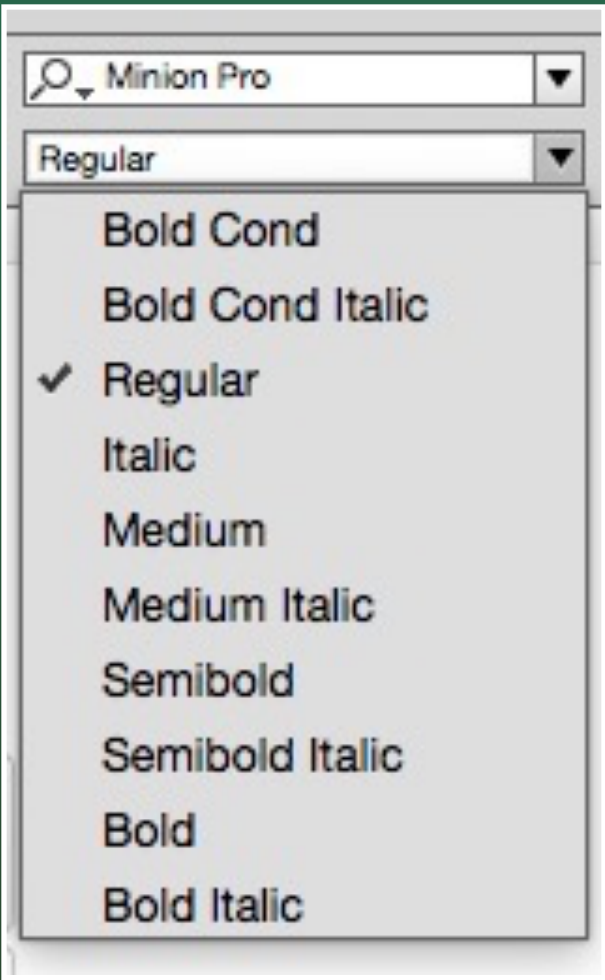 Minion Pro
Regular
Bold Cond
Bold Cond Italic
Regular
Italic
Medium
Medium Italic
Semibold
Semibold Italic
Bold
Bold Italic